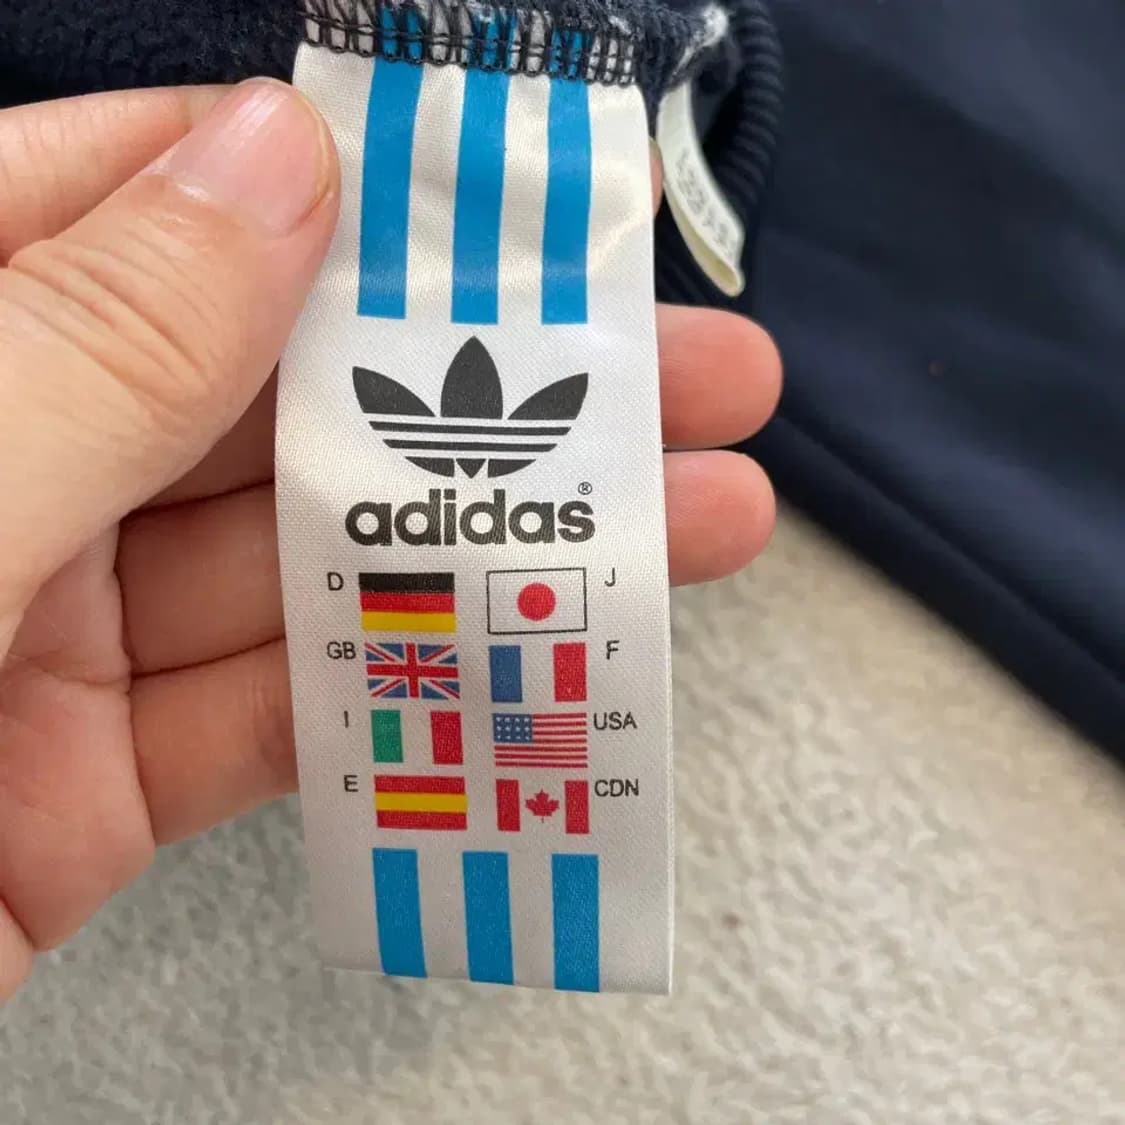 adidas®
D J
GB F
I USA
E CDN